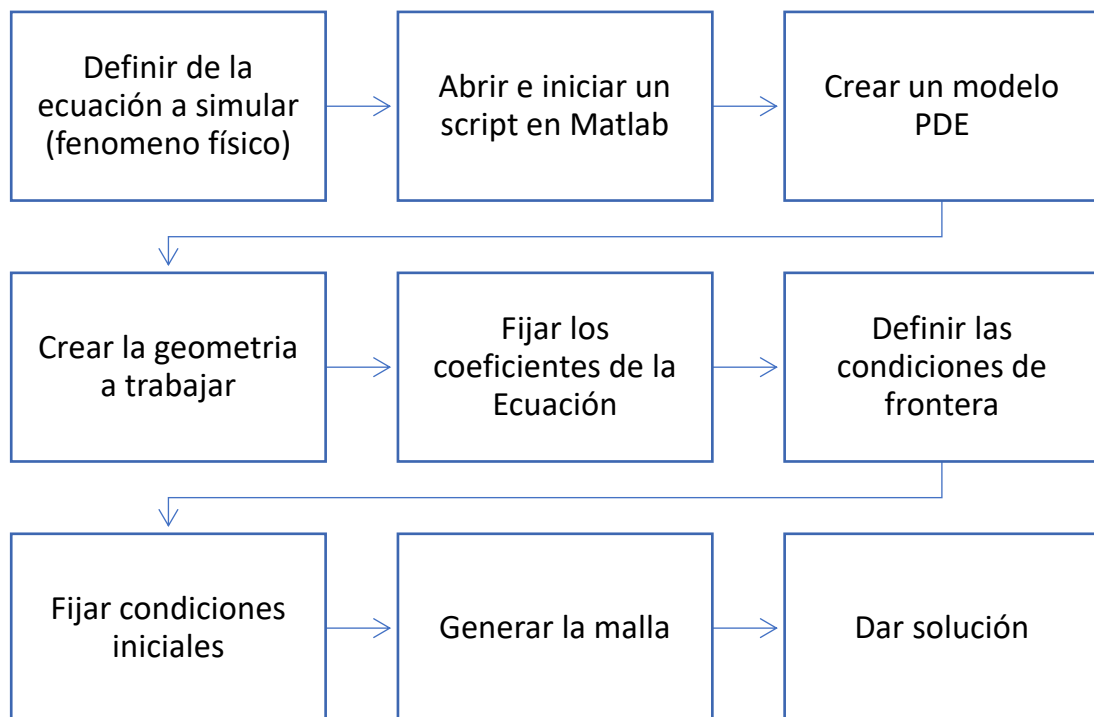 Definir de la
ecuación a simular
(fenomeno físico)
Abrir e iniciar un
script en Matlab
Crear un modelo
PDE
Crear la geometria
a trabajar
Fijar los
coeficientes de la
Ecuación
Definir las
condiciones de
frontera
Fijar condiciones
iniciales
Generar la malla
Dar solución